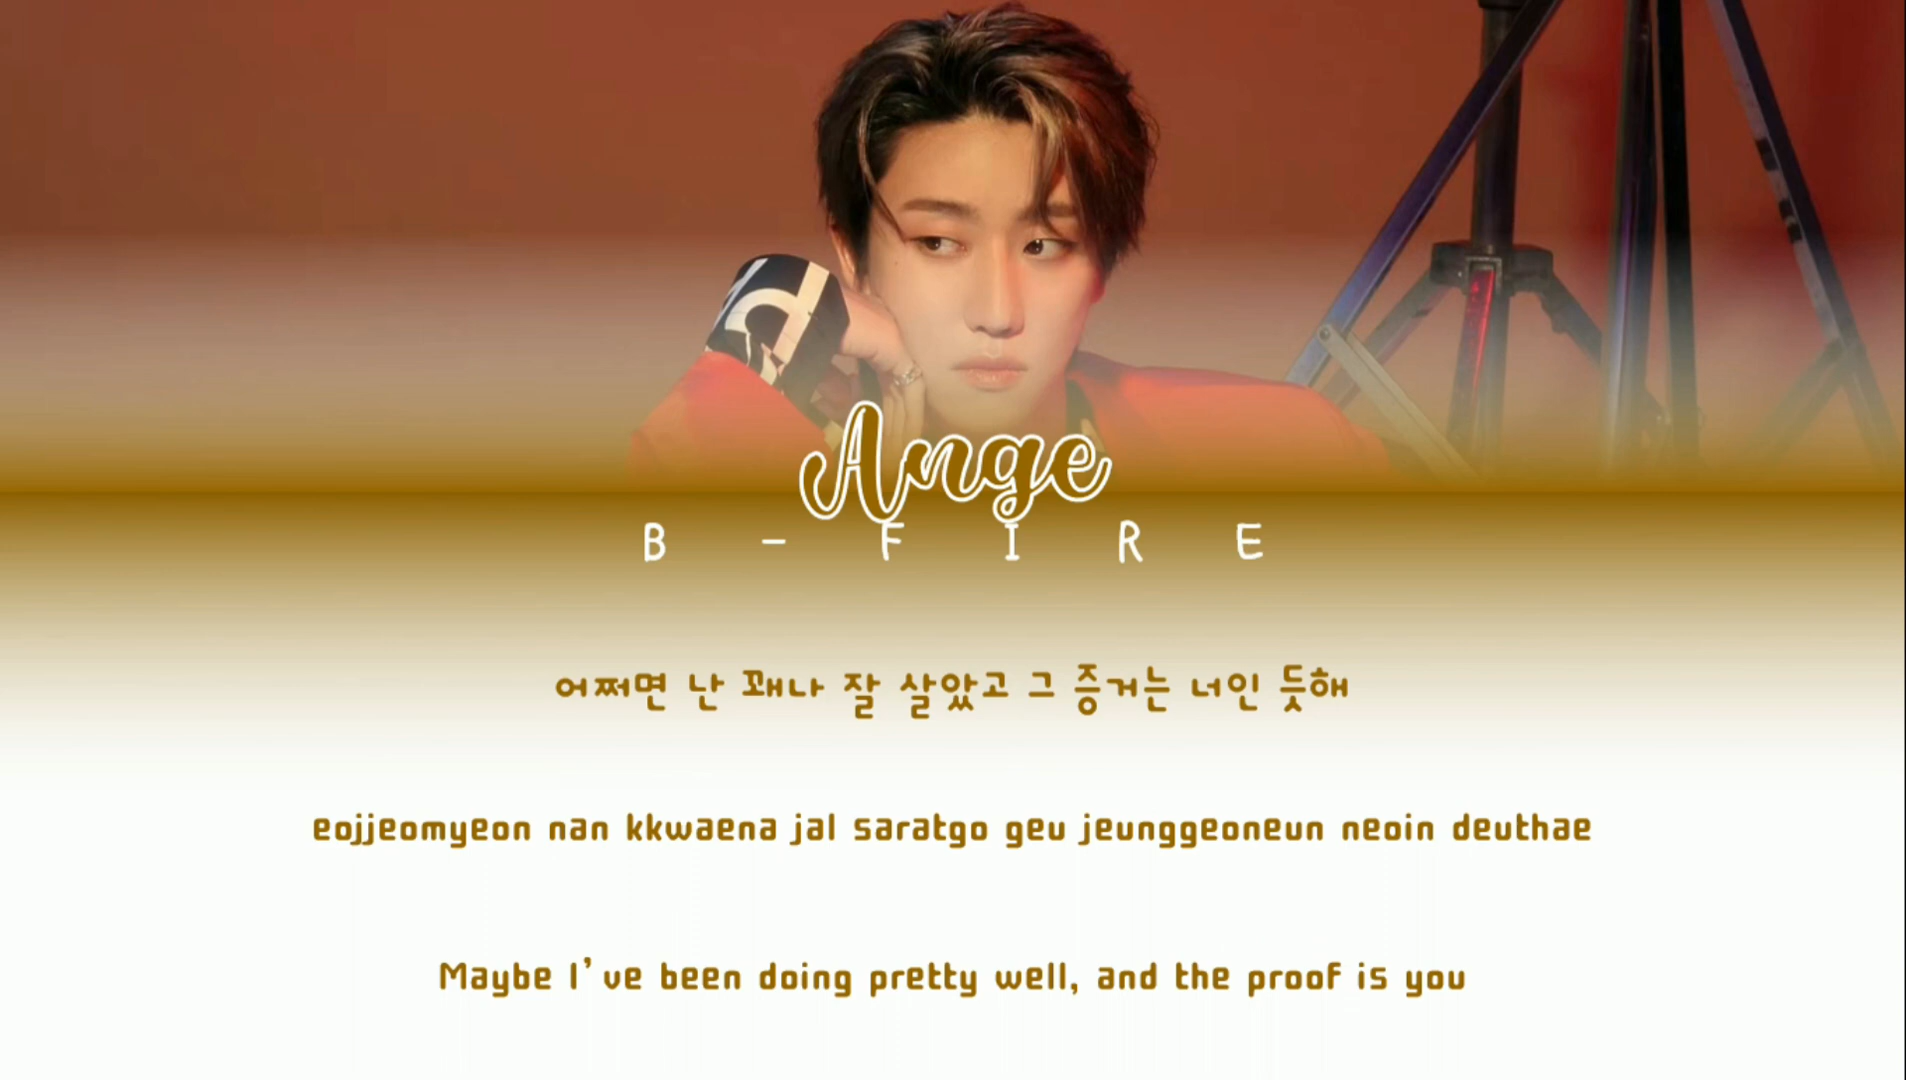 Ange
B - F I R E
어쩌면 난 꽤나 잘 살았고 그 증거는 너인 듯해
eojjeomyeon nan kkwaena jal saratgo geu jeunggeoneun neoin deuthae
Maybe I've been doing pretty well, and the proof is you